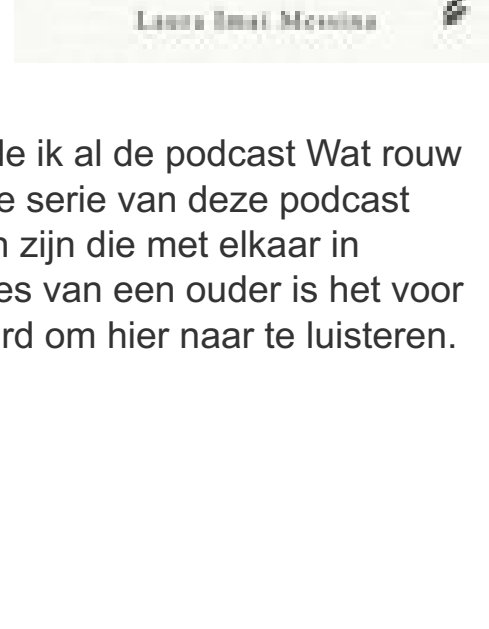 Laura Imai Messina
de ik al de podcast Wat rouw
e serie van deze podcast
n zijn die met elkaar in
es van een ouder is het voor
rd om hier naar te luisteren.